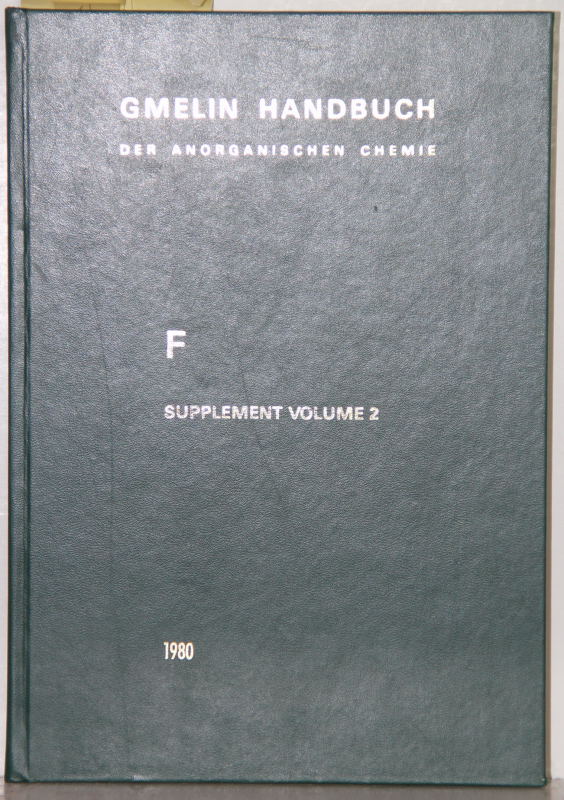 GMELIN HANDBUCH
DER ANORGANISCHEN CHEMIE
F
SUPPLEMENT VOLUME 2
1980